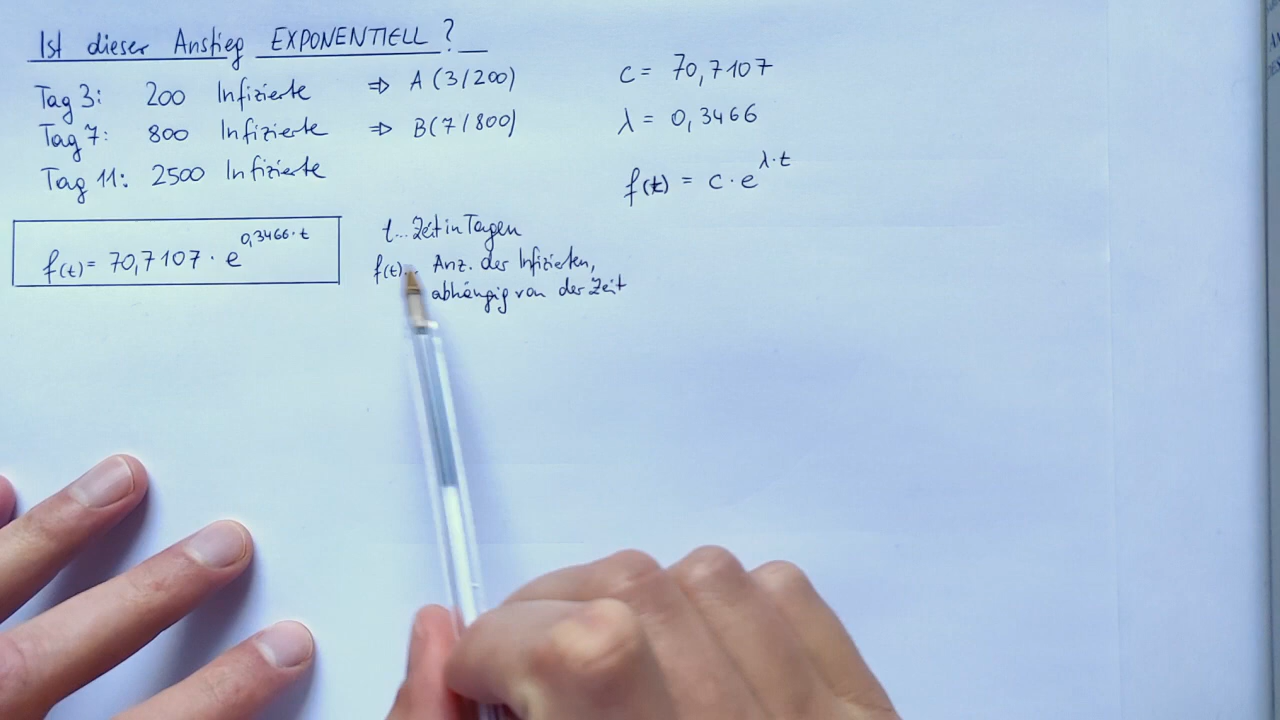 Ist dieser Anstieg EXPONENTIELL?
Tag 3: 200 Infizierte ⇒ A(3/200)
Tag 7: 800 Infizierte ⇒ B(7/800)
Tag 11: 2500 Infizierte
c = 70,7107
λ = 0,3466
f(t) = c · e^λ·t
f(t) = 70,7107 · e^0,3466·t
t... Zeit in Tagen
f(t).. Anz. der Infizierten,
abhängig von der Zeit